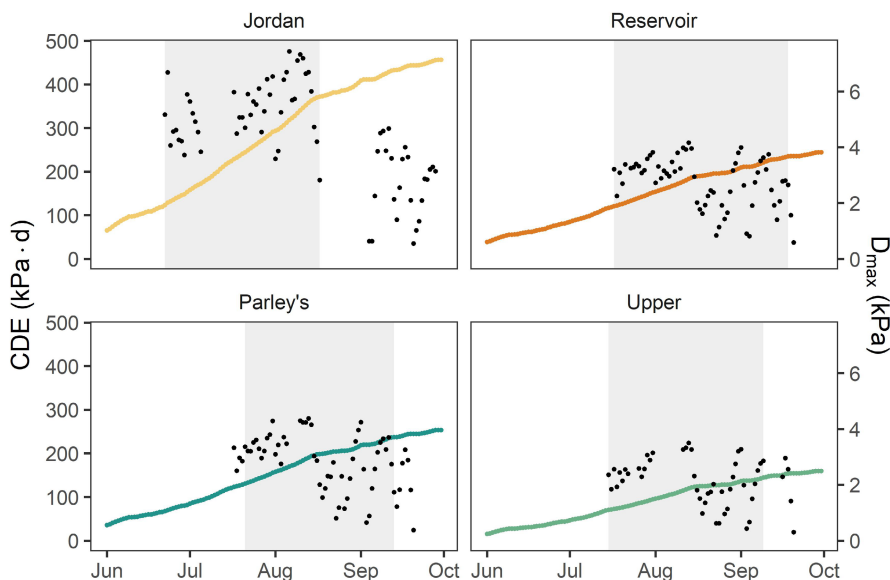 Jordan
Reservoir
500
400
300
200
100
0
6
4
2
0
Parley's
Upper
500
400
300
200
100
0
6
4
2
0
CDE (kPa · d)
Dmax (kPa)
Jun Jul Aug Sep Oct
Jun Jul Aug Sep Oct